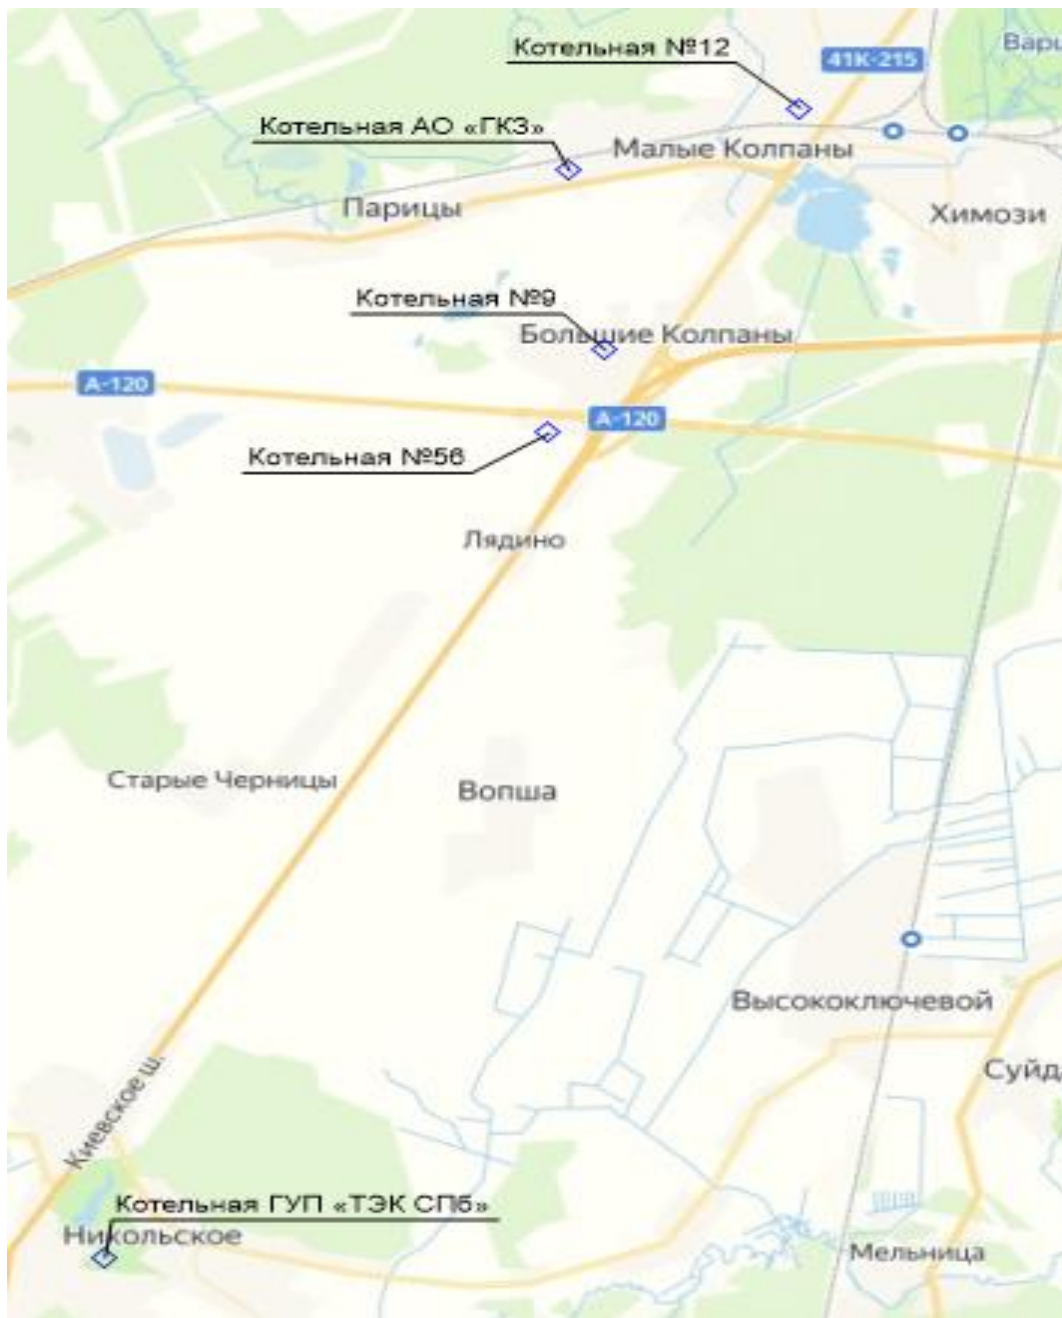 Котельная №12
41К-215
Варш
Котельная АО «ГКЗ»
Малые Колпаны
Парицы
Химози
Котельная №9
Большие Колпаны
А-120
А-120
Котельная №56
Лядино
Старые Черницы
Вопша
Высокоключевой
Суйд
Киевское ш.
Котельная ГУП «ТЭК СПб»
Никольское
Мельница